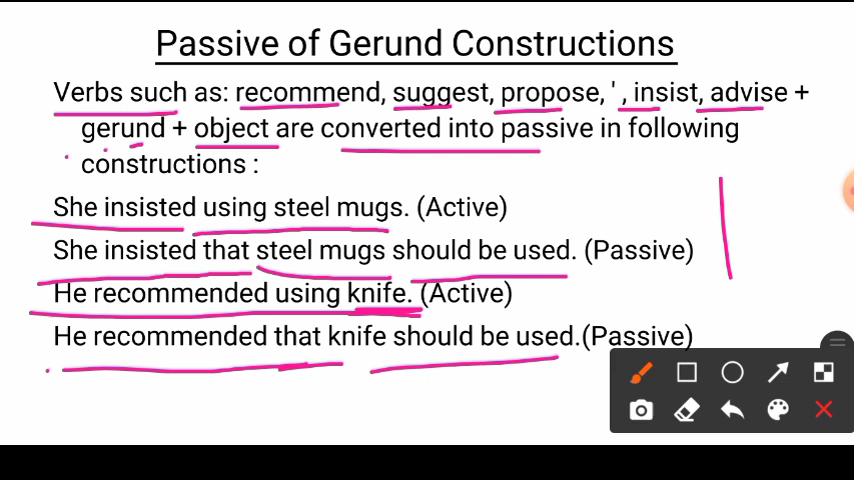 Passive of Gerund Constructions
Verbs such as: recommend, suggest, propose, ' , insist, advise +
gerund + object are converted into passive in following
constructions :
She insisted using steel mugs. (Active)
She insisted that steel mugs should be used. (Passive)
He recommended using knife. (Active)
He recommended that knife should be used.(Passive)